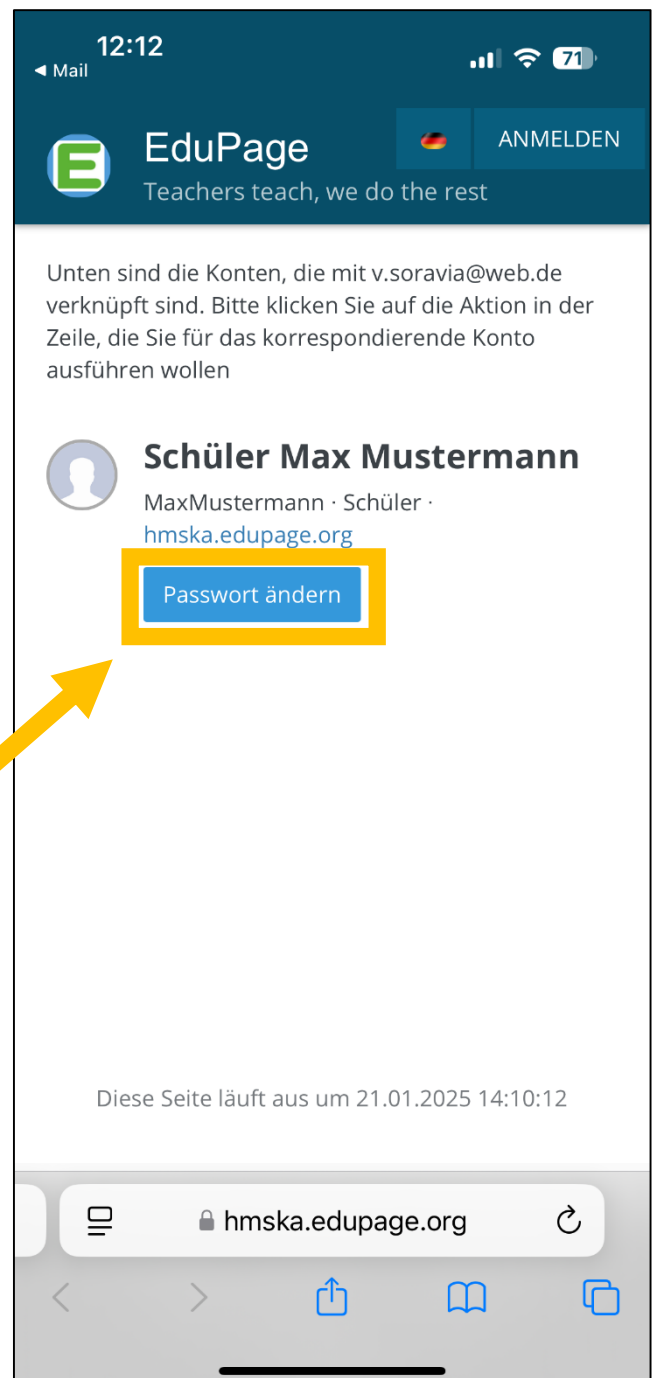 12:12
71
◀ Mail
E
EduPage
ANMELDEN
Teachers teach, we do the rest
Unten sind die Konten, die mit v.soravia@web.de
verknüpft sind. Bitte klicken Sie auf die Aktion in der
Zeile, die Sie für das korrespondierende Konto
ausführen wollen
Schüler Max Mustermann
MaxMustermann · Schüler ·
hmska.edupage.org
Passwort ändern
Diese Seite läuft aus um 21.01.2025 14:10:12
hmska.edupage.org